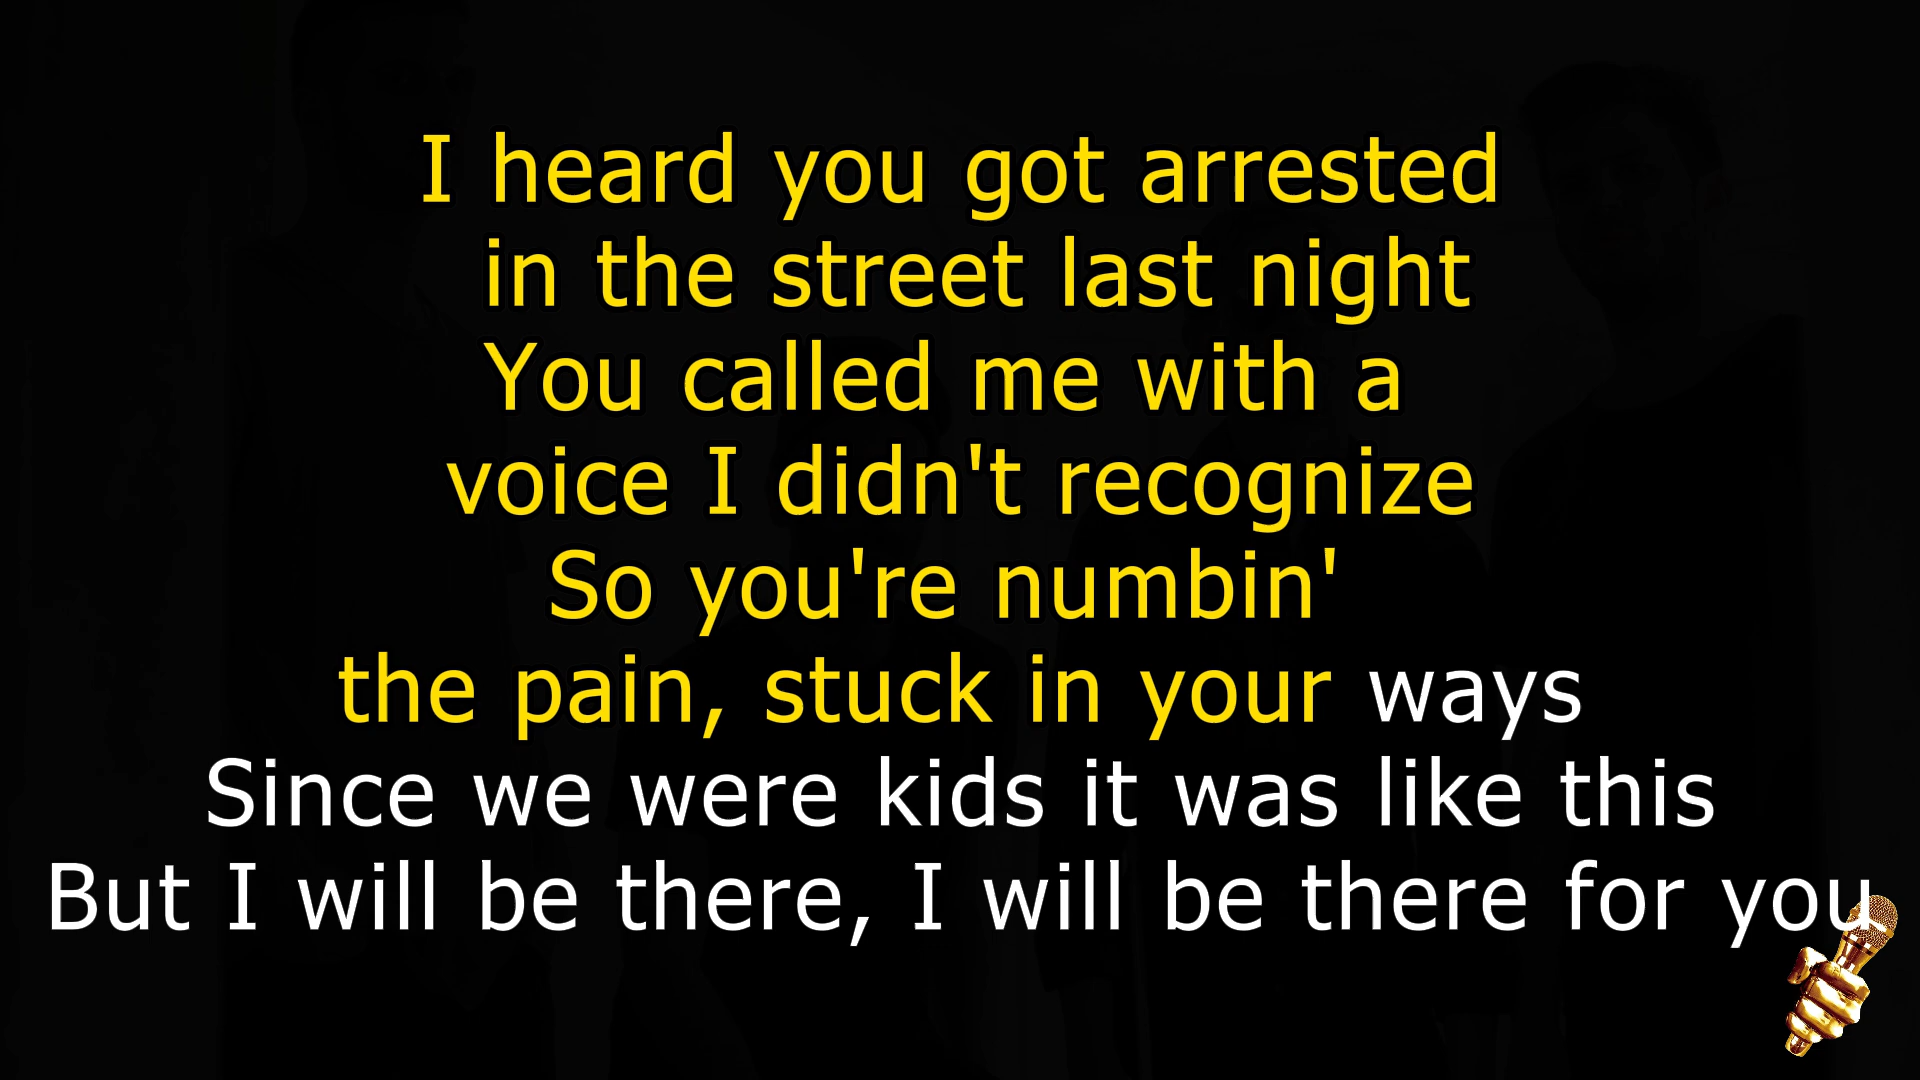 I heard you got arrested
in the street last night
You called me with a
voice I didn't recognize
So you're numbin'
the pain, stuck in your ways
Since we were kids it was like this
But I will be there, I will be there for you